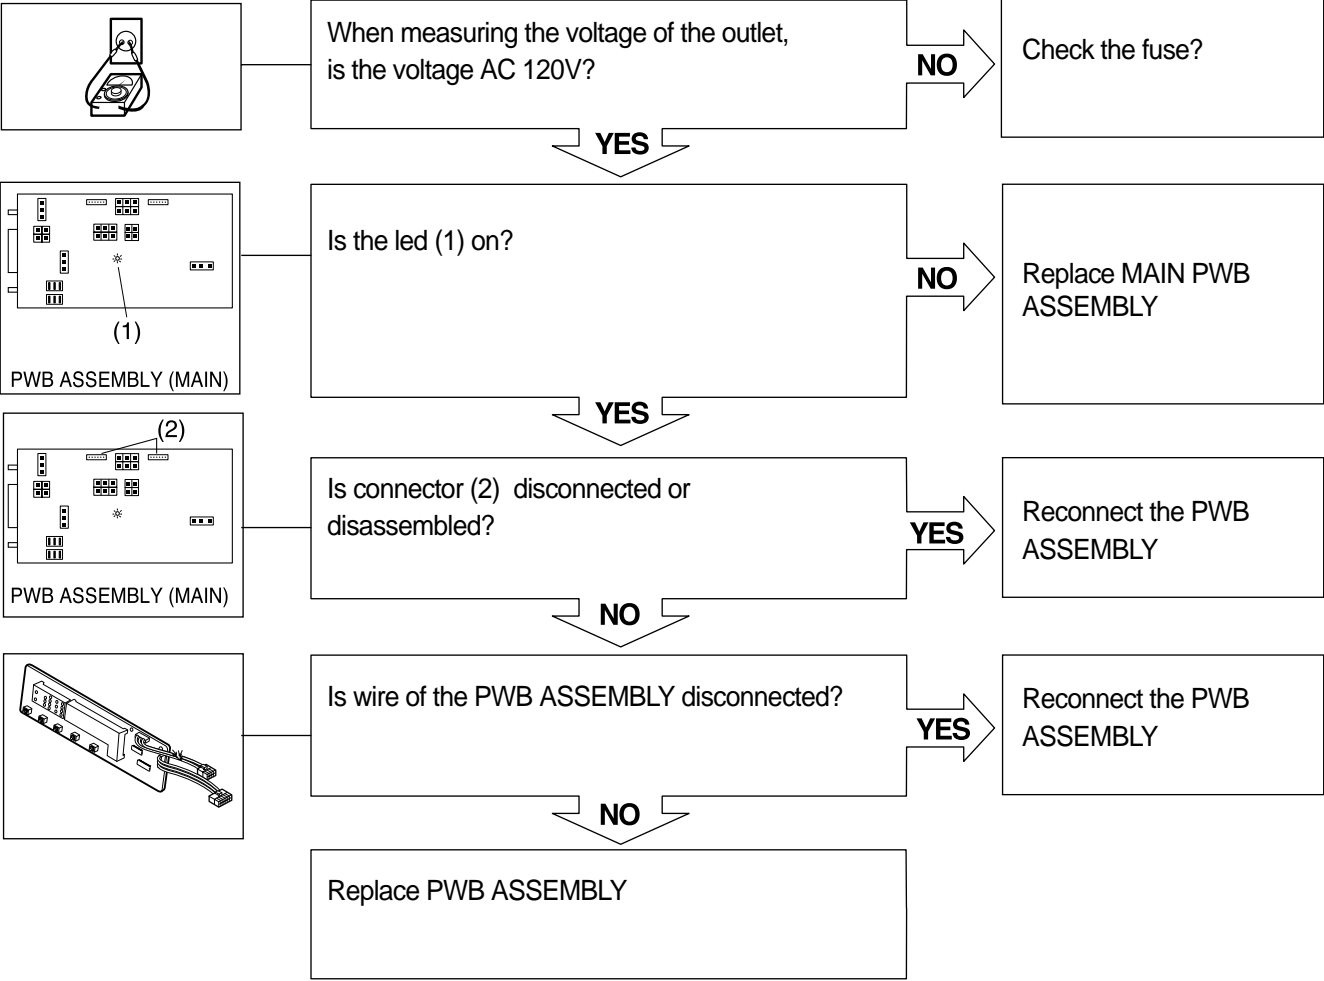 When measuring the voltage of the outlet,
is the voltage AC 120V?
NO
Check the fuse?
YES
(1)
PWB ASSEMBLY (MAIN)
Is the led (1) on?
NO
Replace MAIN PWB
ASSEMBLY
YES
(2)
PWB ASSEMBLY (MAIN)
Is connector (2) disconnected or
disassembled?
YES
Reconnect the PWB
ASSEMBLY
NO
Is wire of the PWB ASSEMBLY disconnected?
YES
Reconnect the PWB
ASSEMBLY
NO
Replace PWB ASSEMBLY